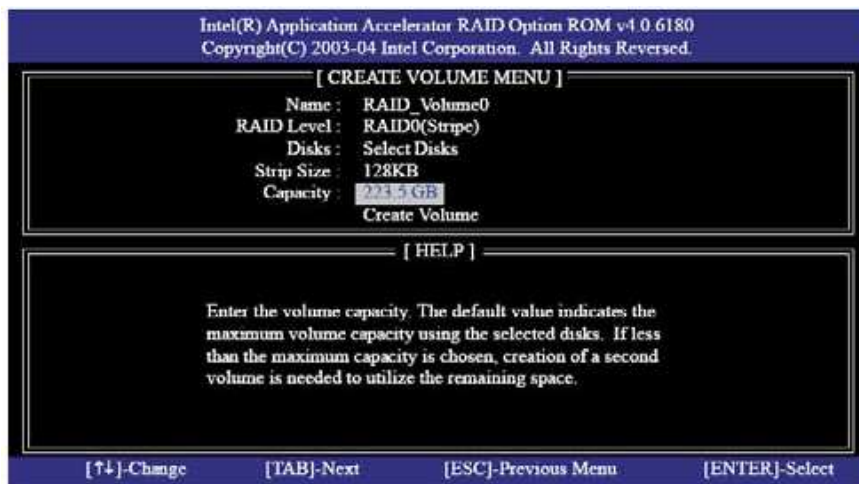 Intel(R) Application Accelerator RAID Option ROM v4.0.6180
Copyright(C) 2003-04 Intel Corporation. All Rights Reversed.
[ CREATE VOLUME MENU ]
Name : RAID_Volume0
RAID Level : RAID0(Stripe)
Disks : Select Disks
Strip Size : 128KB
Capacity : 223.5 GB
Create Volume
[ HELP ]
Enter the volume capacity. The default value indicates the
maximum volume capacity using the selected disks. If less
than the maximum capacity is chosen, creation of a second
volume is needed to utilize the remaining space.
[↑↓]-Change [TAB]-Next [ESC]-Previous Menu [ENTER]-Select